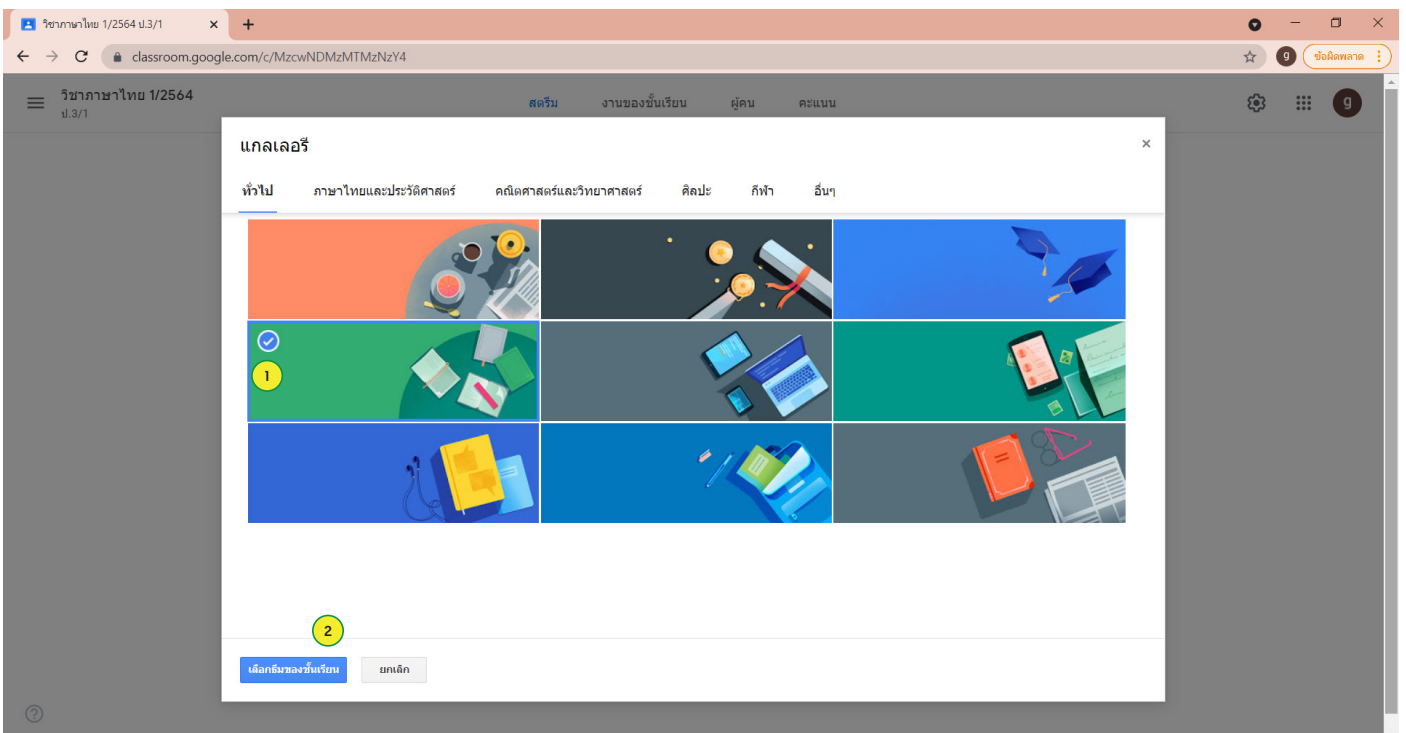 วิชาภาษาไทย 1/2564 ป.3/1
classroom.google.com/c/MzcwNDMzMTMzNzY4
g
ข้อผิดพลาด
วิชาภาษาไทย 1/2564
ป.3/1
สตรีม
งานของชั้นเรียน
ผู้คน
คะแนน
g
แกลเลอรี
ทั่วไป
ภาษาไทยและประวัติศาสตร์
คณิตศาสตร์และวิทยาศาสตร์
ศิลปะ
กีฬา
อื่นๆ
1
2
เลือกธีมของชั้นเรียน
ยกเลิก